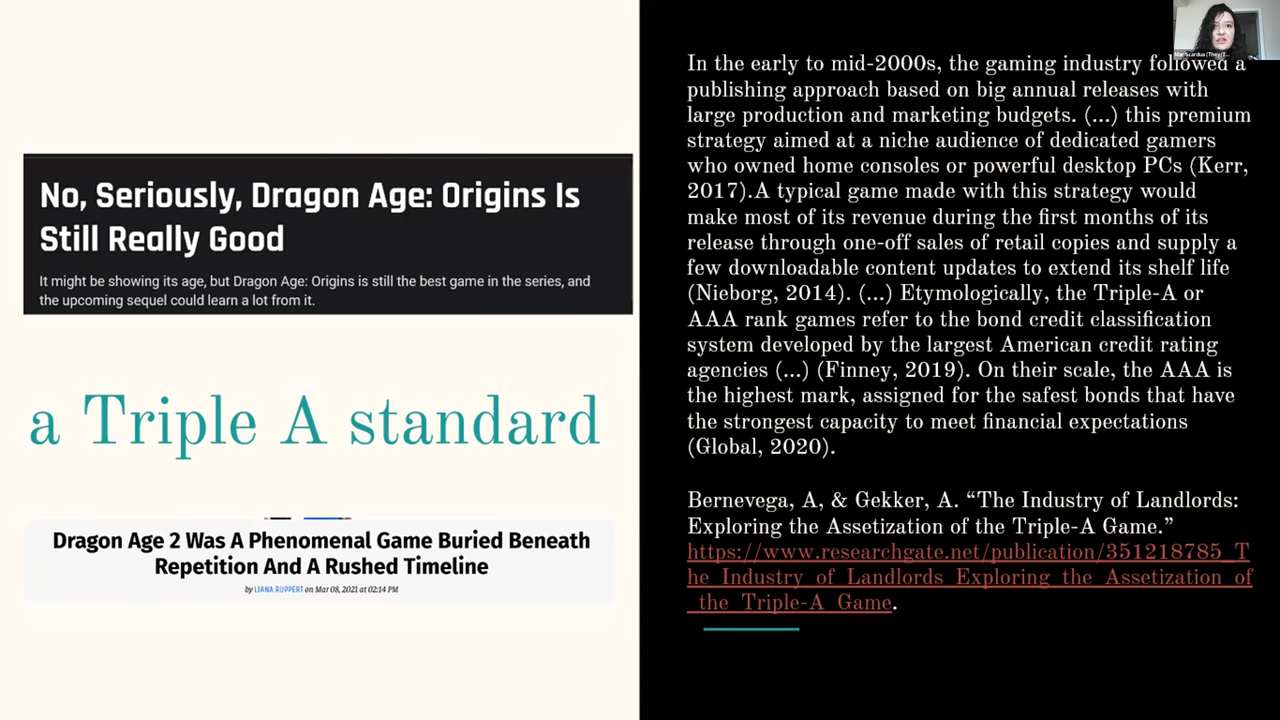 No, Seriously, Dragon Age: Origins Is
Still Really Good
It might be showing its age, but Dragon Age: Origins is still the best game in the series, and
the upcoming sequel could learn a lot from it.
a Triple A standard
Dragon Age 2 Was A Phenomenal Game Buried Beneath
Repetition And A Rushed Timeline
by LIANA RUPPERT on Mar 08, 2021 at 02:14 PM
In the early to mid-2000s, the gaming industry followed a
publishing approach based on big annual releases with
large production and marketing budgets. (...) this premium
strategy aimed at a niche audience of dedicated gamers
who owned home consoles or powerful desktop PCs (Kerr,
2017).A typical game made with this strategy would
make most of its revenue during the first months of its
release through one-off sales of retail copies and supply a
few downloadable content updates to extend its shelf life
(Nieborg, 2014). (...) Etymologically, the Triple-A or
AAA rank games refer to the bond credit classification
system developed by the largest American credit rating
agencies (...) (Finney, 2019). On their scale, the AAA is
the highest mark, assigned for the safest bonds that have
the strongest capacity to meet financial expectations
(Global, 2020).
Bernevega, A, & Gekker, A. “The Industry of Landlords:
Exploring the Assetization of the Triple-A Game.”
https://www.researchgate.net/publication/351218785_T
he_Industry_of_Landlords_Exploring_the_Assetization_of
_the_Triple-A_Game.